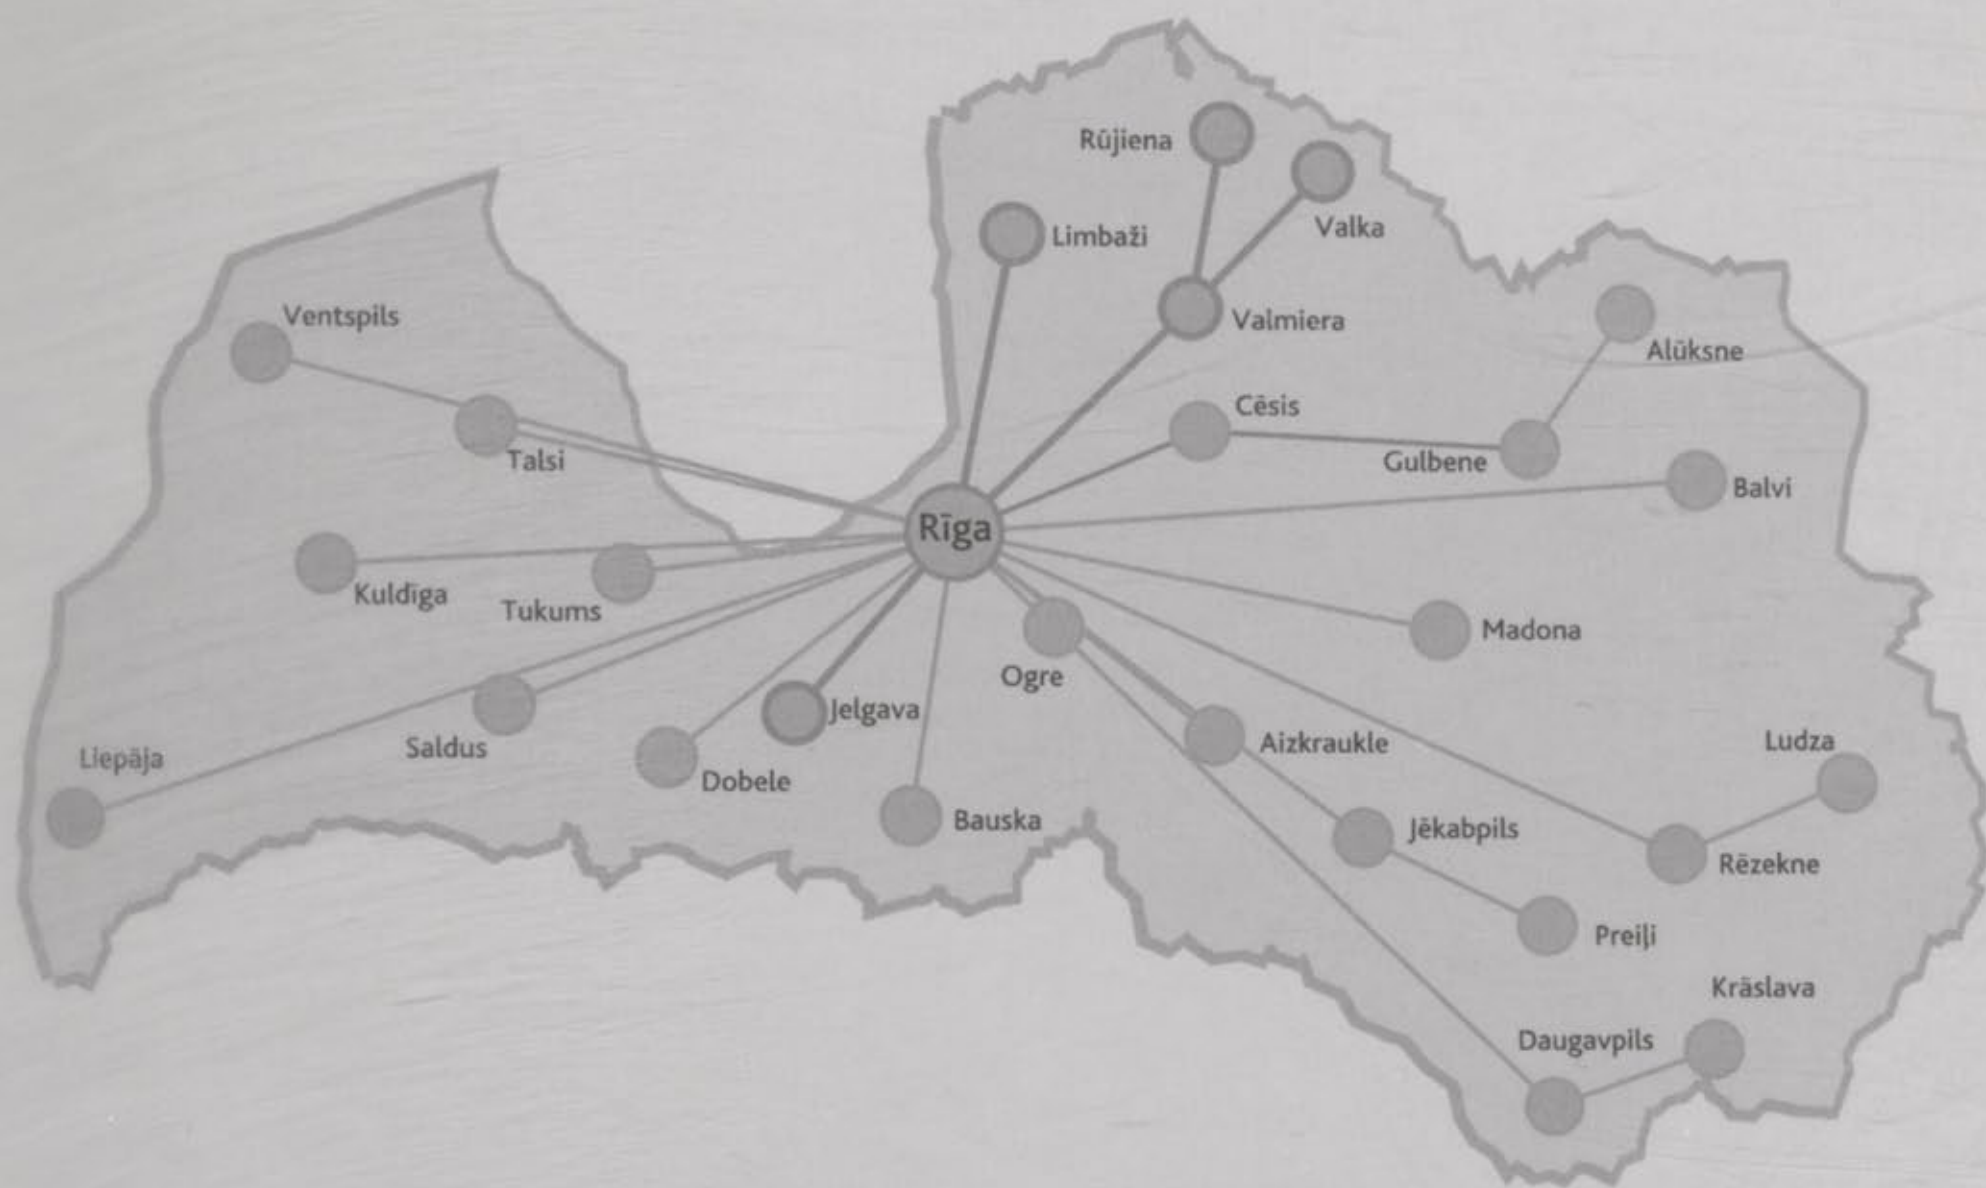 Rūjiena
Valka
Limbaži
Ventspils
Valmiera
Alūksne
Cēsis
Talsi
Gulbene
Balvi
Rīga
Kuldīga
Tukums
Madona
Ogre
Jelgava
Saldus
Aizkraukle
Ludza
Liepāja
Dobele
Bauska
Jēkabpils
Rēzekne
Preiļi
Krāslava
Daugavpils